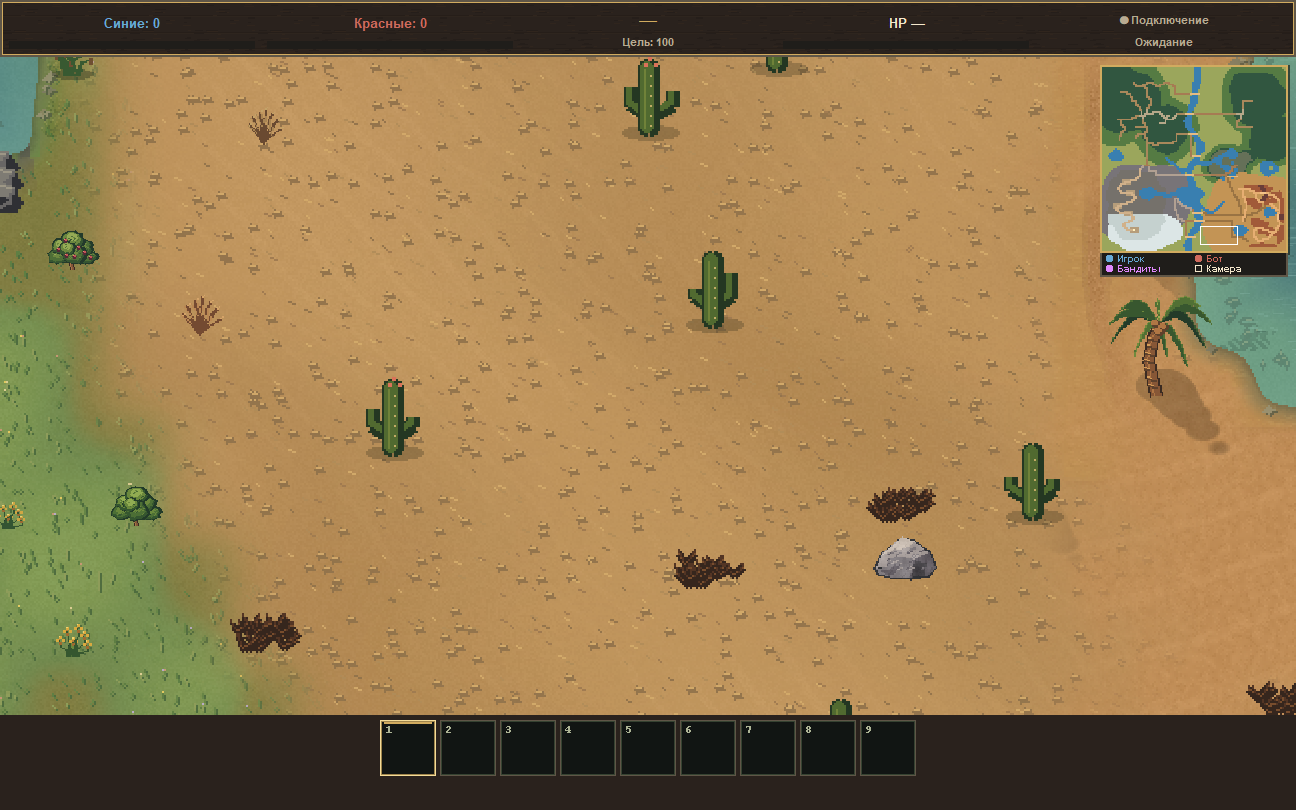 Синие: 0
Красные: 0
—
Цель: 100
HP —
Подключение
Ожидание
Игрок
Бот
Бандиты
Камера
1 2 3 4 5 6 7 8 9